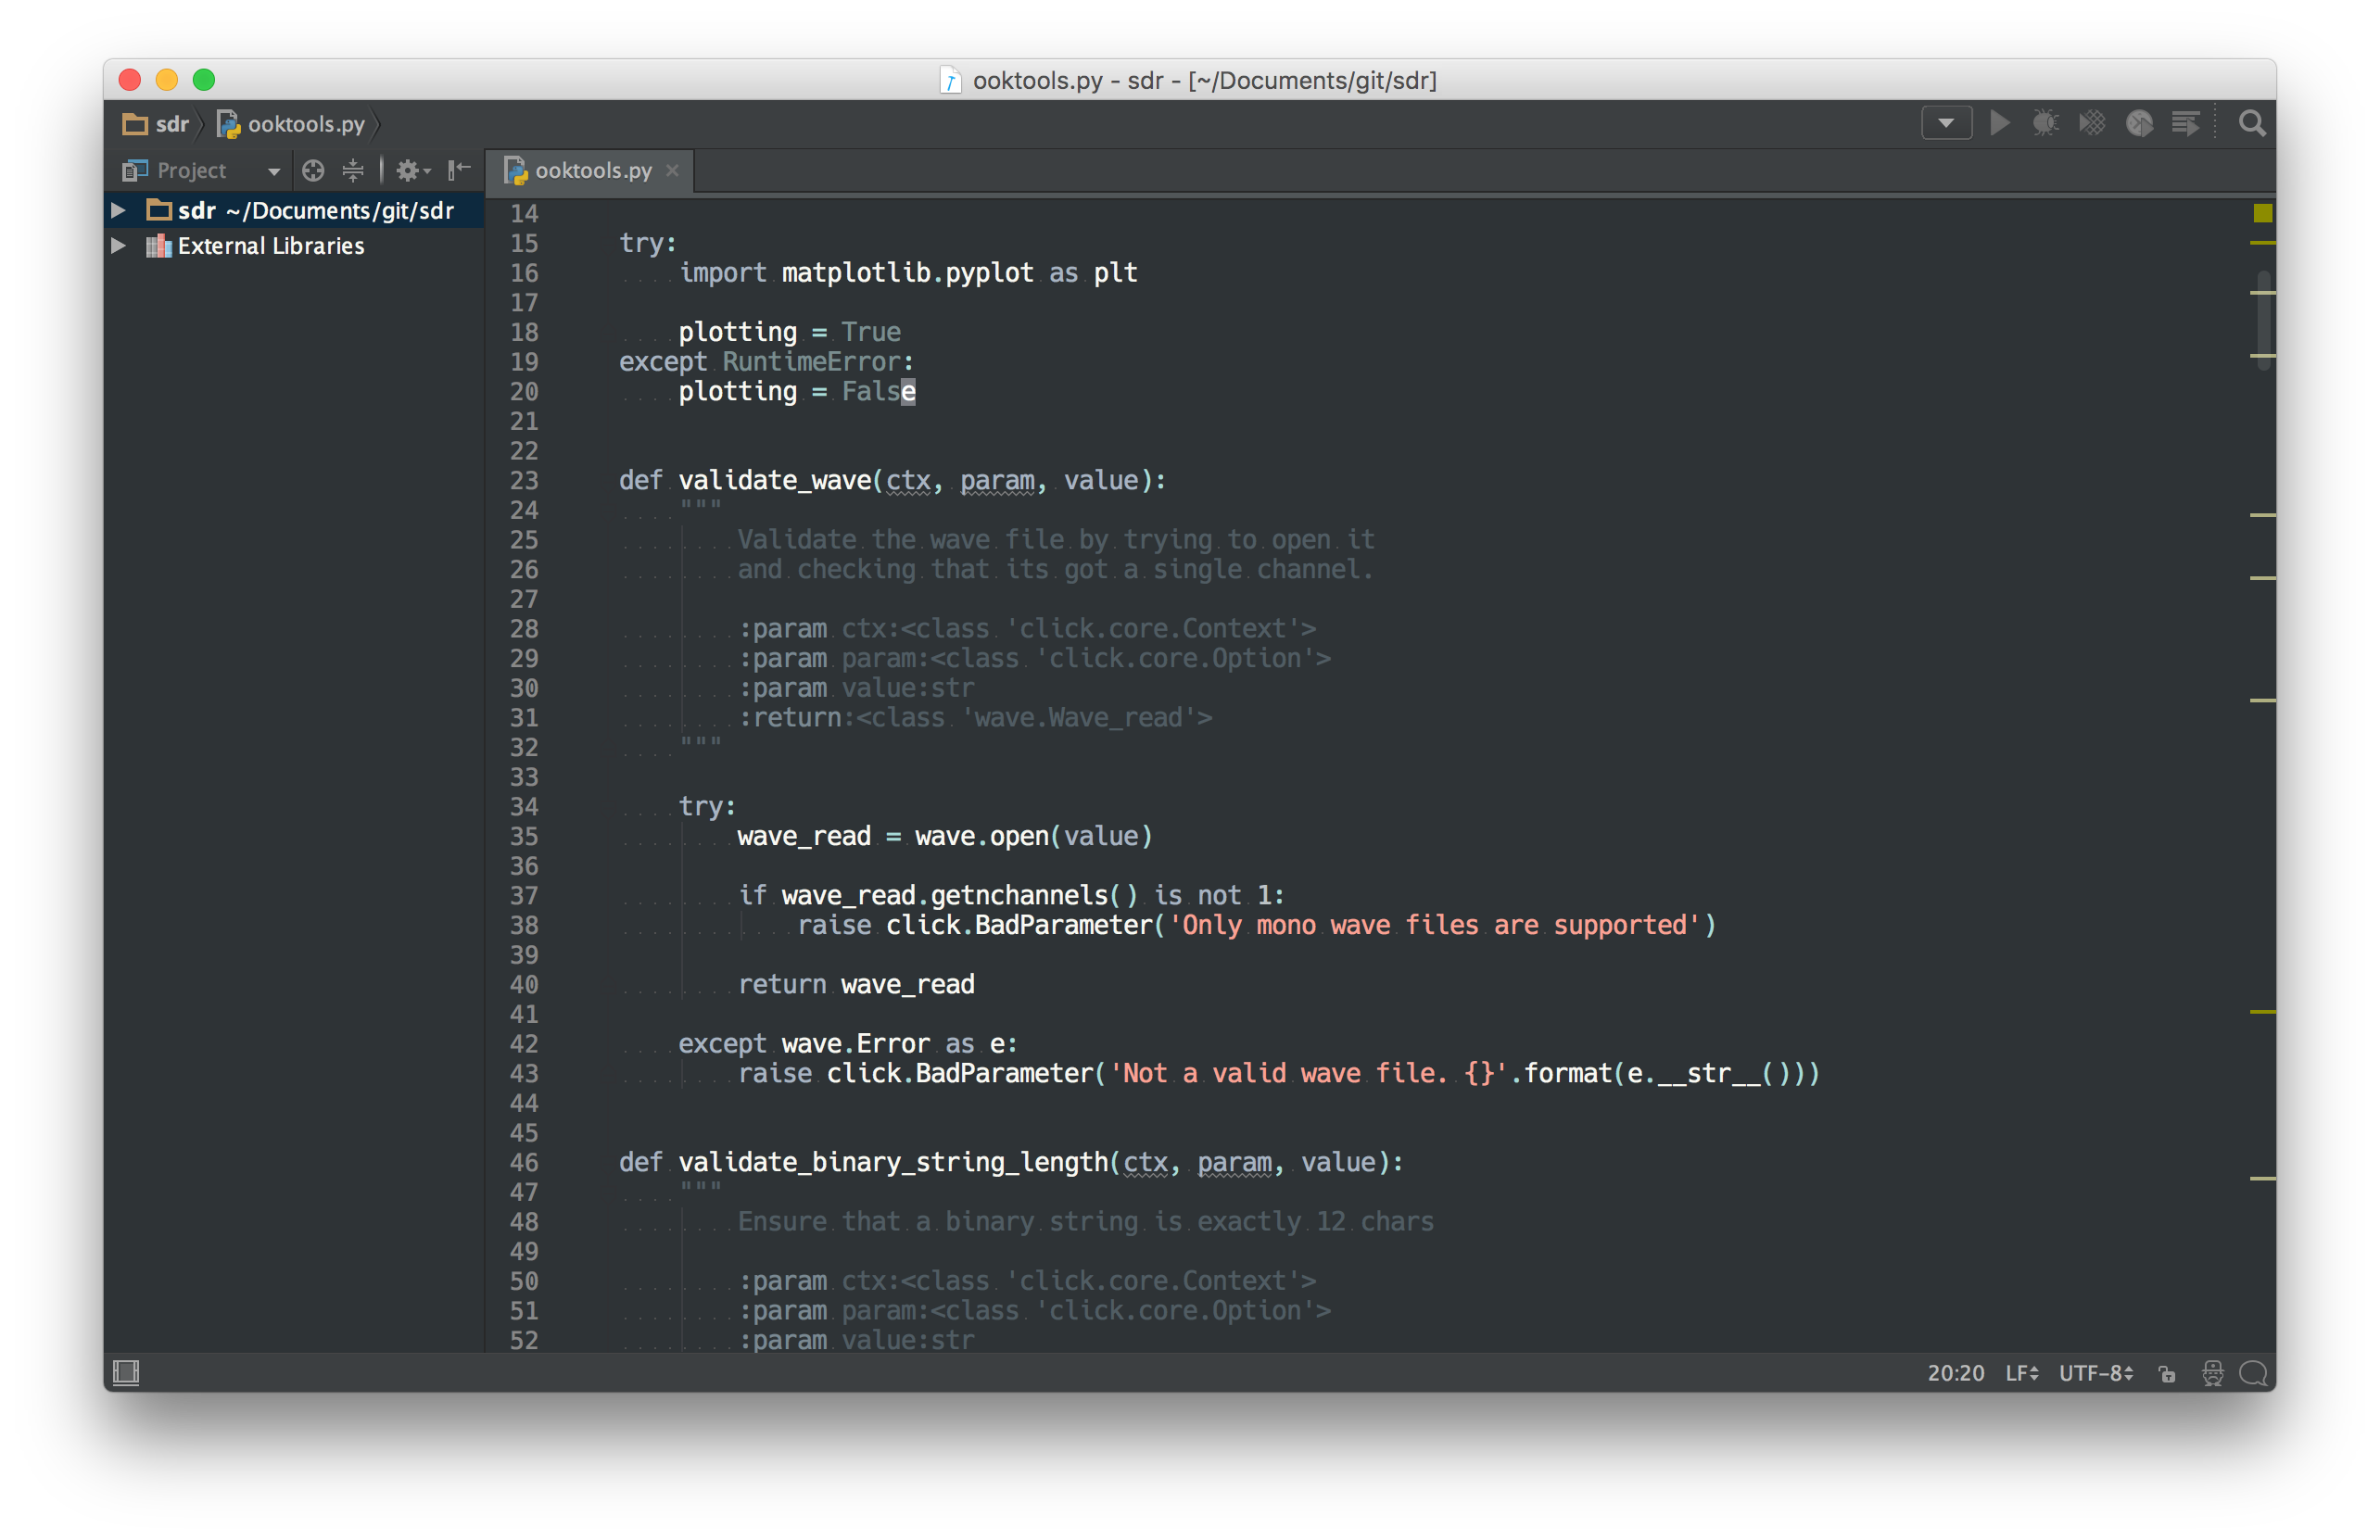 ooktools.py - sdr - [~/Documents/git/sdr]
sdr ooktools.py
Project
ooktools.py
sdr ~/Documents/git/sdr
External Libraries
14
15 try:
16     import matplotlib.pyplot as plt
17
18     plotting = True
19 except RuntimeError:
20     plotting = False
21
22
23 def validate_wave(ctx, param, value):
24     """
25         Validate the wave file by trying to open it
26         and checking that its got a single channel.
27
28         :param ctx:<class 'click.core.Context'>
29         :param param:<class 'click.core.Option'>
30         :param value:str
31         :return:<class 'wave.Wave_read'>
32     """
33
34     try:
35         wave_read = wave.open(value)
36
37         if wave_read.getnchannels() is not 1:
38             raise click.BadParameter('Only mono wave files are supported')
39
40         return wave_read
41
42     except wave.Error as e:
43         raise click.BadParameter('Not a valid wave file. {}'.format(e.__str__()))
44
45
46 def validate_binary_string_length(ctx, param, value):
47     """
48         Ensure that a binary string is exactly 12 chars
49
50         :param ctx:<class 'click.core.Context'>
51         :param param:<class 'click.core.Option'>
52         :param value:str
20:20 LF UTF-8